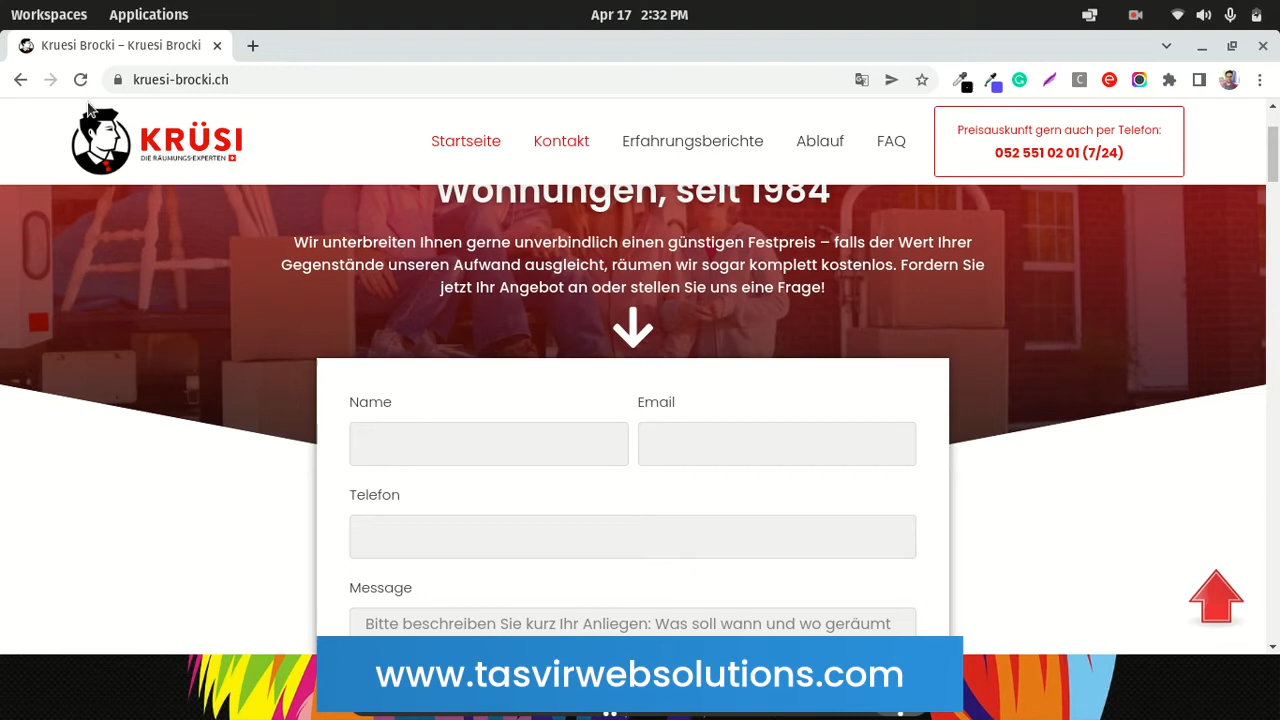 Workspaces
Applications
Apr 17 2:32 PM
Kruesi Brocki – Kruesi Brocki
kruesi-brocki.ch
KRÜSI
DIE RÄUMUNGS-EXPERTEN
Startseite
Kontakt
Erfahrungsberichte
Ablauf
FAQ
Preisauskunft gern auch per Telefon:
052 551 02 01 (7/24)
Wohnungen, seit 1984
Wir unterbreiten Ihnen gerne unverbindlich einen günstigen Festpreis – falls der Wert Ihrer
Gegenstände unseren Aufwand ausgleicht, räumen wir sogar komplett kostenlos. Fordern Sie
jetzt Ihr Angebot an oder stellen Sie uns eine Frage!
Name
Email
Telefon
Message
Bitte beschreiben Sie kurz Ihr Anliegen: Was soll wann und wo geräumt
www.tasvirwebsolutions.com